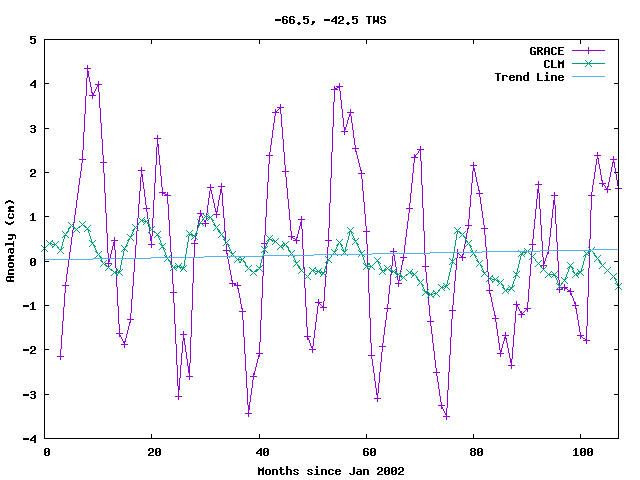 -66.5, -42.5 TWS
GRACE
CLM
Trend Line
5
4
3
2
1
0
-1
-2
-3
-4
Anomaly (cm)
0 20 40 60 80 100
Months since Jan 2002